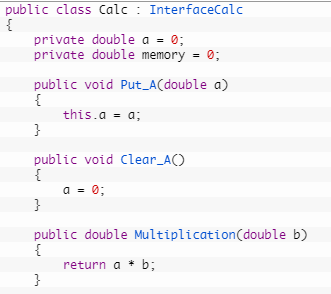 public class Calc : InterfaceCalc
{
    private double a = 0;
    private double memory = 0;

    public void Put_A(double a)
    {
        this.a = a;
    }

    public void Clear_A()
    {
        a = 0;
    }

    public double Multiplication(double b)
    {
        return a * b;
    }